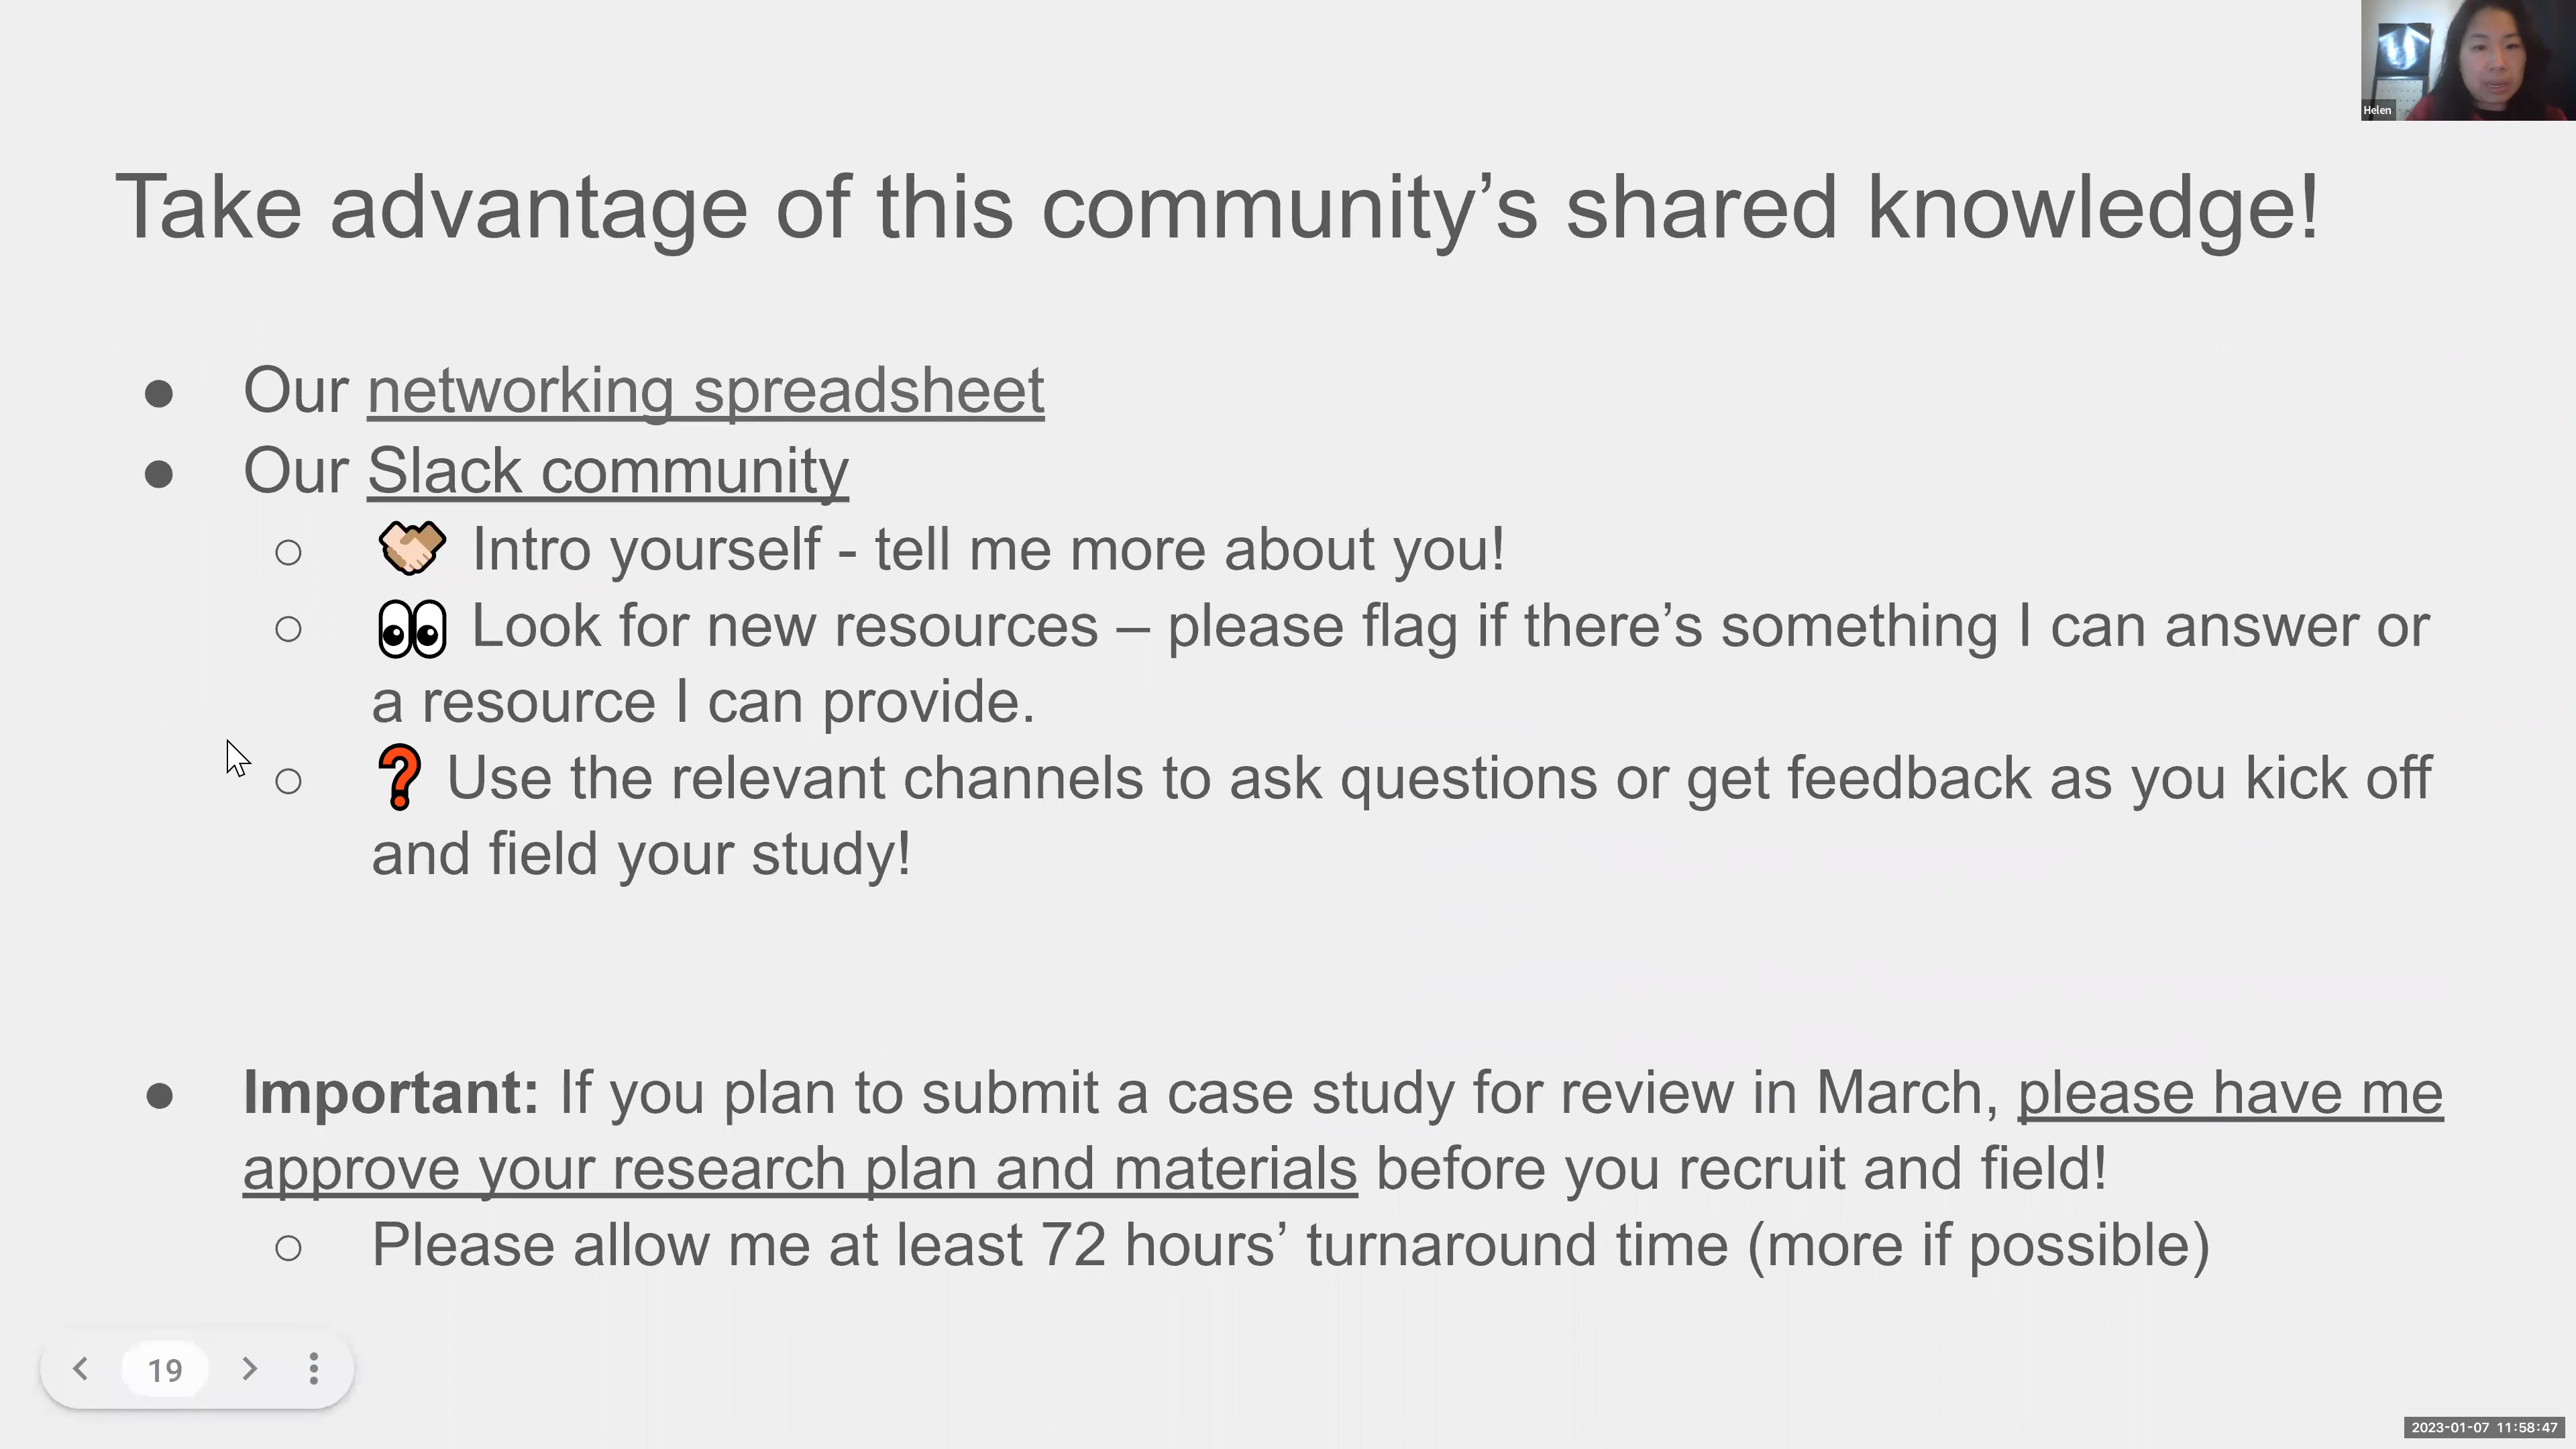 Helen
Take advantage of this community’s shared knowledge!
● Our networking spreadsheet
● Our Slack community
○ 🤝 Intro yourself - tell me more about you!
○ 👀 Look for new resources – please flag if there’s something I can answer or
a resource I can provide.
○ ❓ Use the relevant channels to ask questions or get feedback as you kick off
and field your study!
● Important: If you plan to submit a case study for review in March, please have me
approve your research plan and materials before you recruit and field!
○ Please allow me at least 72 hours’ turnaround time (more if possible)
19
2023-01-07 11:58:47